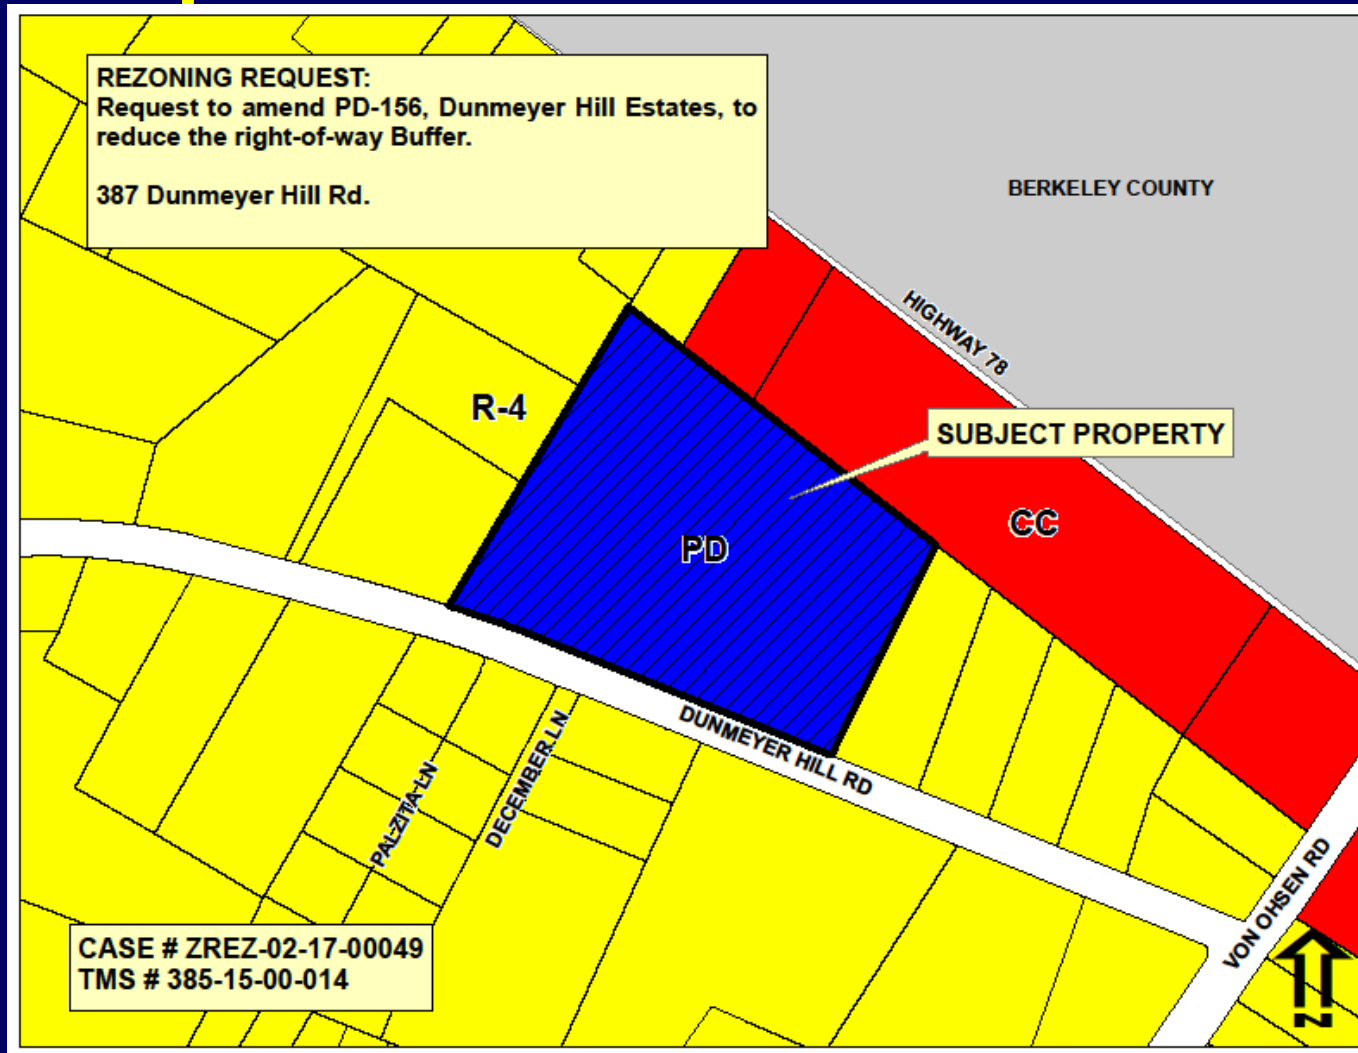 REZONING REQUEST:
Request to amend PD-156, Dunmeyer Hill Estates, to
reduce the right-of-way Buffer.
387 Dunmeyer Hill Rd.
BERKELEY COUNTY
HIGHWAY 78
R-4
SUBJECT PROPERTY
CC
PD
DUNMEYER HILL RD
DECEMBER LN
PALZITA LN
VON OHSEN RD
CASE # ZREZ-02-17-00049
TMS # 385-15-00-014
N